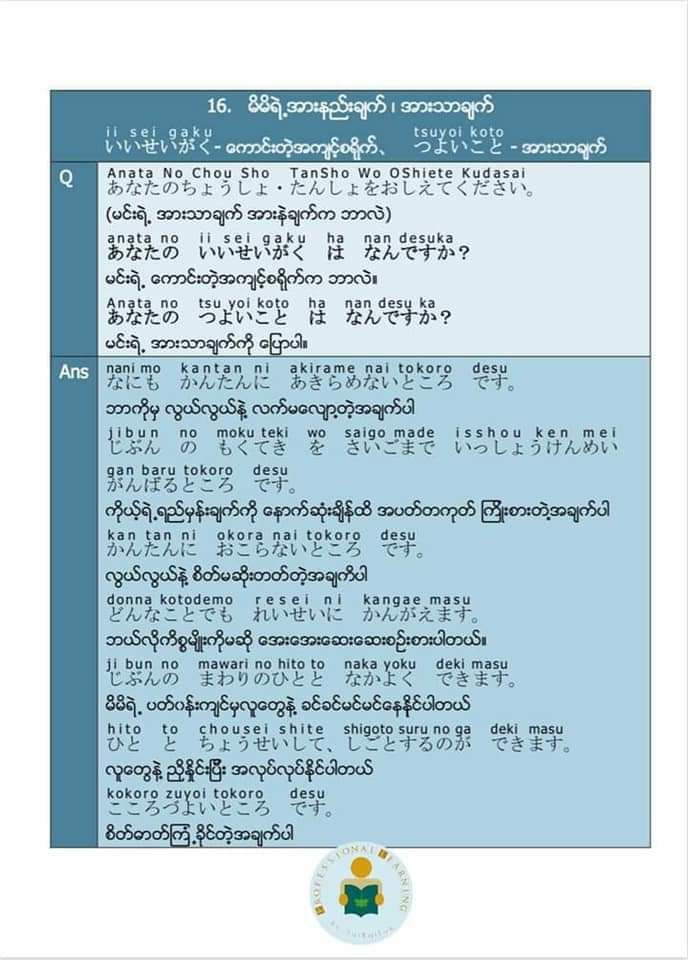 16. မိမိရဲ့အားနည်းချက် ၊ အားသာချက်
ii sei gaku tsuyoi koto
いいせいがく- ကောင်းတဲ့အကျင့်စရိုက်、 つよいこと - အားသာချက်
Q
Anata No Chou Sho TanSho Wo OShiete Kudasai
あなたのちょうしょ・たんしょをおしえてください。
(မင်းရဲ့ အားသာချက် အားနဲချက်က ဘာလဲ)
anata no ii sei gaku ha nan desuka
あなたの いいせいがく は なんですか?
မင်းရဲ့ ကောင်းတဲ့အကျင့်စရိုက်က ဘာလဲ။
Anata no tsu yoi koto ha nan desu ka
あなたの つよいこと は なんですか?
မင်းရဲ့ အားသာချက်ကို ပြောပါ။
Ans
nani mo kantan ni akirame nai tokoro desu
なにも かんたんに あきらめないところ です。
ဘာကိုမှ လွယ်လွယ်နဲ့ လက်မလျော့တဲ့အချက်ပါ
jibun no moku teki wo saigo made isshou ken mei
じぶん の もくてき を さいごまで いっしょうけんめい
gan baru tokoro desu
がんばるところ です。
ကိုယ့်ရဲ့ရည်မှန်းချက်ကို နောက်ဆုံးချိန်ထိ အပတ်တကုတ် ကြိုးစားတဲ့အချက်ပါ
kan tan ni okora nai tokoro desu
かんたんに おこらないところ です。
လွယ်လွယ်နဲ့ စိတ်မဆိုးတတ်တဲ့အချက်ပါ
donna kotodemo resei ni kangae masu
どんなことでも れいせいに かんがえます。
ဘယ်လိုကိစ္စမျိုးကိုမဆို အေးအေးဆေးဆေးစဉ်းစားပါတယ်။
ji bun no mawari no hito to naka yoku deki masu
じぶんの まわりのひとと なかよく できます。
မိမိရဲ့ ပတ်ဝန်းကျင်မှလူတွေနဲ့ ခင်ခင်မင်မင်နေနိုင်ပါတယ်
hito to chousei shite shigoto suru no ga deki masu
ひと と ちょうせいして、しごとするのが できます。
လူတွေနဲ့ ညှိနှိုင်းပြီး အလုပ်လုပ်နိုင်ပါတယ်
kokoro zuyoi tokoro desu
こころづよいところ です。
စိတ်ဓာတ်ကြံ့ခိုင်တဲ့အချက်ပါ
PROFESSIONAL LEARNING